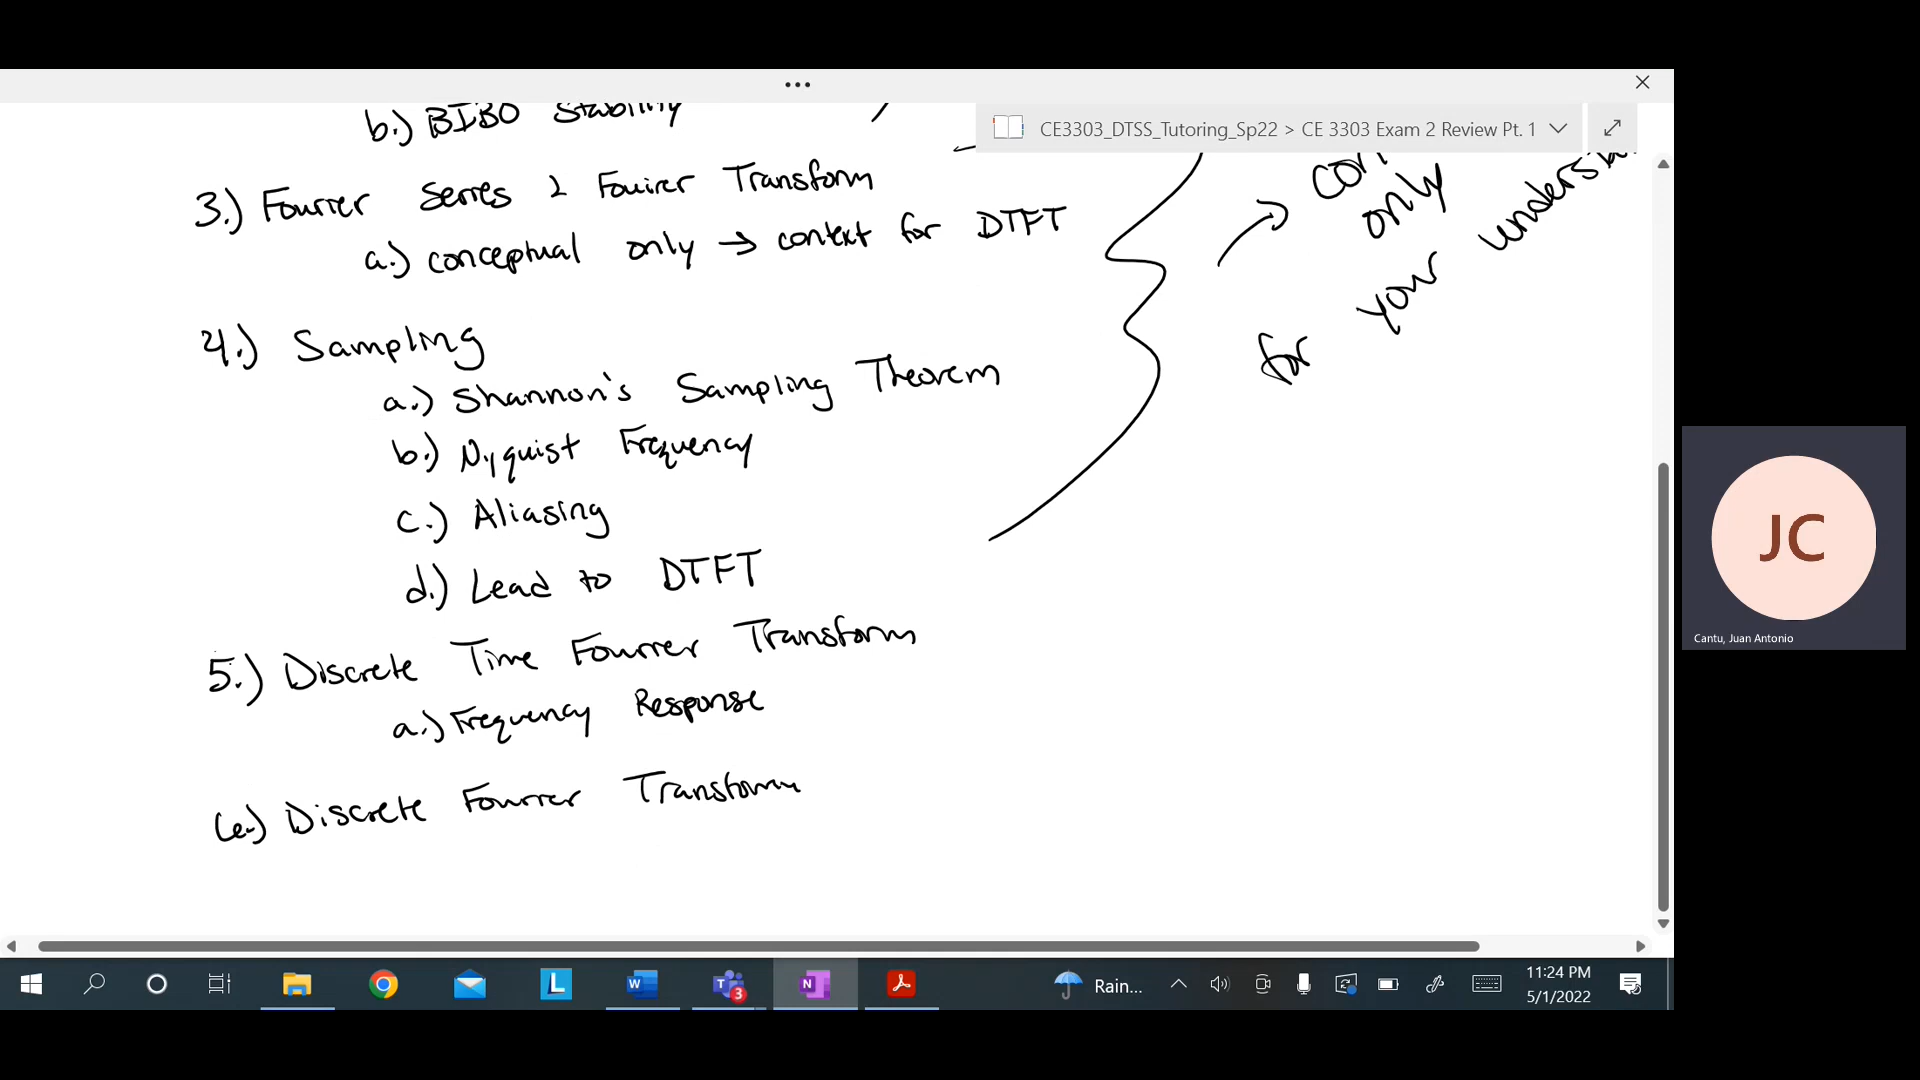 b.) BIBO Stability
CE3303_DTSS_Tutoring_Sp22 > CE 3303 Exam 2 Review Pt. 1
3.) Fourier Series & Fouirer Transform
a.) conceptual only → context for DTFT
only
for your
4.) Sampling
a.) Shannon's Sampling Theorem
b.) Nyquist Frequency
c.) Aliasing
d.) Lead to DTFT
5.) Discrete Time Fourier Transform
a.) Frequency Response
6.) Discrete Fourier Transform
JC
Cantu, Juan Antonio
Rain...
11:24 PM
5/1/2022
L
W
T
3
N